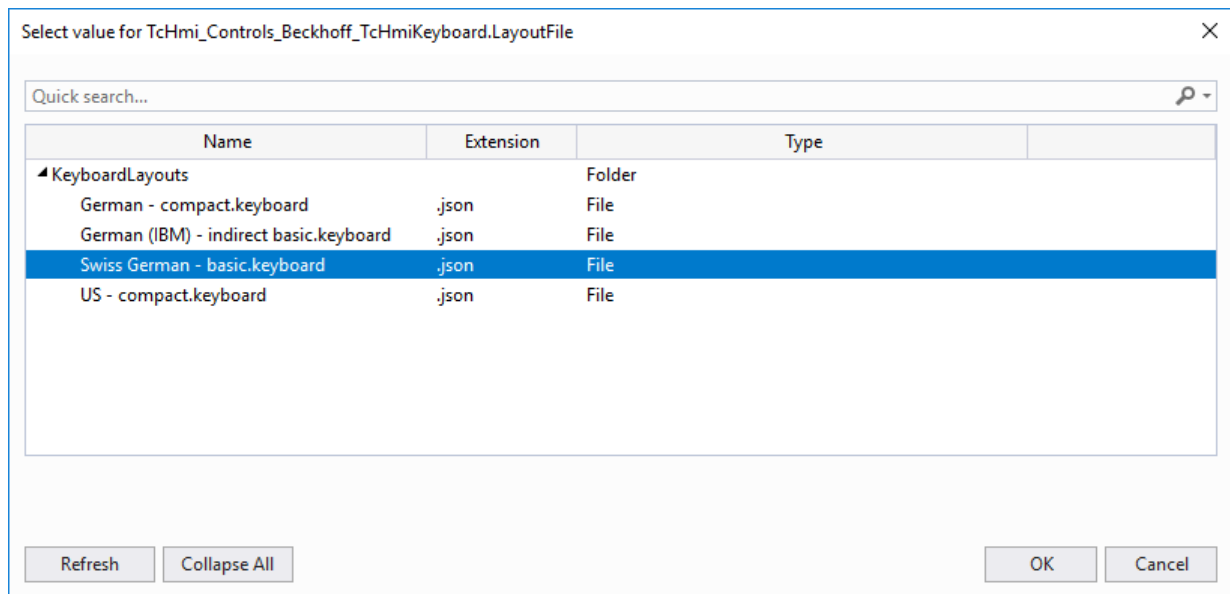 Select value for TcHmi_Controls_Beckhoff_TcHmiKeyboard.LayoutFile
Quick search...
Name Extension Type
KeyboardLayouts Folder
German - compact.keyboard .json File
German (IBM) - indirect basic.keyboard .json File
Swiss German - basic.keyboard .json File
US - compact.keyboard .json File
Refresh Collapse All OK Cancel